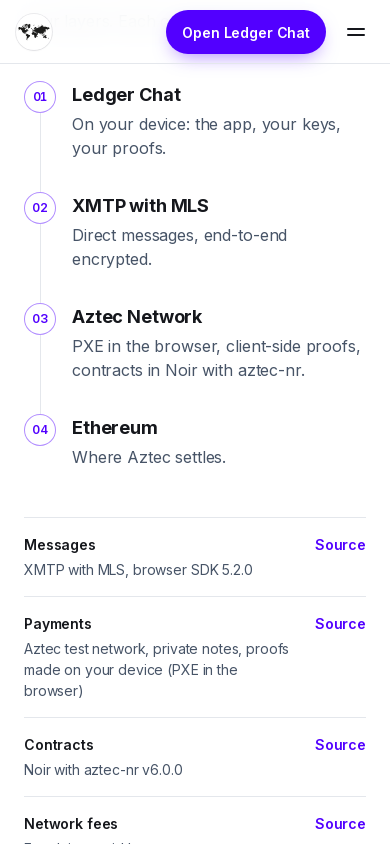 Open Ledger Chat
01
Ledger Chat
On your device: the app, your keys,
your proofs.
02
XMTP with MLS
Direct messages, end-to-end
encrypted.
03
Aztec Network
PXE in the browser, client-side proofs,
contracts in Noir with aztec-nr.
04
Ethereum
Where Aztec settles.
Messages
Source
XMTP with MLS, browser SDK 5.2.0
Payments
Source
Aztec test network, private notes, proofs
made on your device (PXE in the
browser)
Contracts
Source
Noir with aztec-nr v6.0.0
Network fees
Source